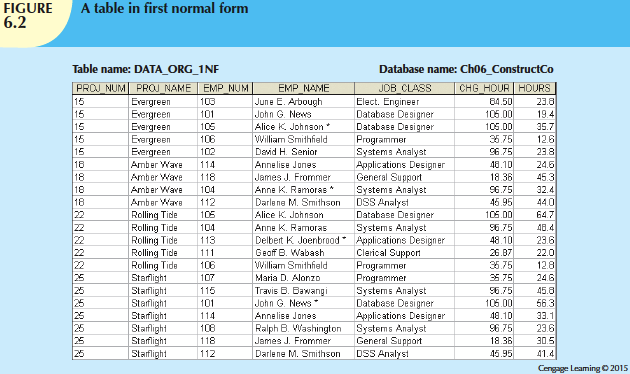 FIGURE
6.2
A table in first normal form
Table name: DATA_ORG_1NF Database name: Ch06_ConstructCo
PROJ_NUM PROJ_NAME EMP_NUM EMP_NAME JOB_CLASS CHG_HOUR HOURS
15 Evergreen 103 June E. Arbough Elect. Engineer 84.50 23.8
15 Evergreen 101 John G. News Database Designer 105.00 19.4
15 Evergreen 105 Alice K. Johnson * Database Designer 105.00 35.7
15 Evergreen 106 William Smithfield Programmer 35.75 12.6
15 Evergreen 102 David H. Senior Systems Analyst 96.75 23.8
18 Amber Wave 114 Annelise Jones Applications Designer 48.10 24.6
18 Amber Wave 118 James J. Frommer General Support 18.36 45.3
18 Amber Wave 104 Anne K. Ramoras * Systems Analyst 96.75 32.4
18 Amber Wave 112 Darlene M. Smithson DSS Analyst 45.95 44.0
22 Rolling Tide 105 Alice K. Johnson Database Designer 105.00 64.7
22 Rolling Tide 104 Anne K. Ramoras Systems Analyst 96.75 48.4
22 Rolling Tide 113 Delbert K. Joenbrood * Applications Designer 48.10 23.6
22 Rolling Tide 111 Geoff B. Wabash Clerical Support 26.87 22.0
22 Rolling Tide 106 William Smithfield Programmer 35.75 12.8
25 Starflight 107 Maria D. Alonzo Programmer 35.75 24.6
25 Starflight 115 Travis B. Bawangi Systems Analyst 96.75 45.8
25 Starflight 101 John G. News * Database Designer 105.00 56.3
25 Starflight 114 Annelise Jones Applications Designer 48.10 33.1
25 Starflight 108 Ralph B. Washington Systems Analyst 96.75 23.6
25 Starflight 118 James J. Frommer General Support 18.36 30.5
25 Starflight 112 Darlene M. Smithson DSS Analyst 45.95 41.4
Cengage Learning © 2015